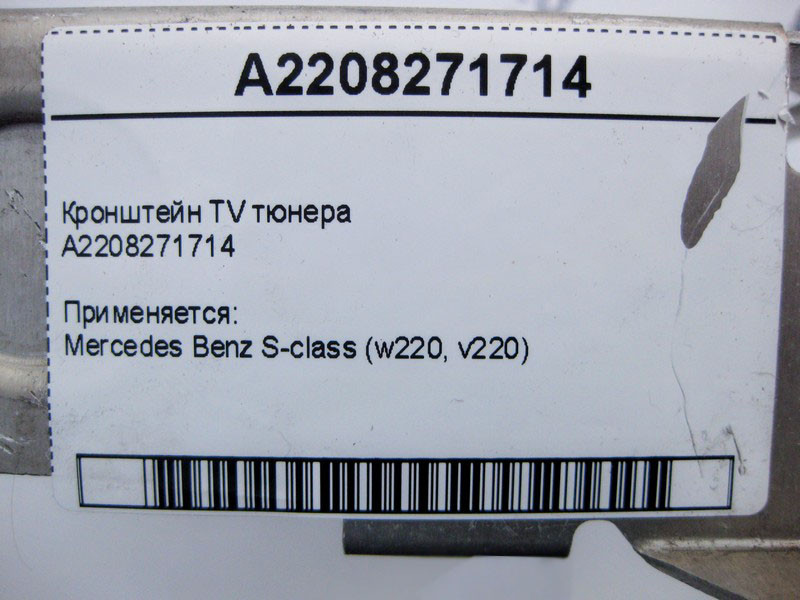 A2208271714
Кронштейн TV тюнера
A2208271714
Применяется:
Mercedes Benz S-class (w220, v220)